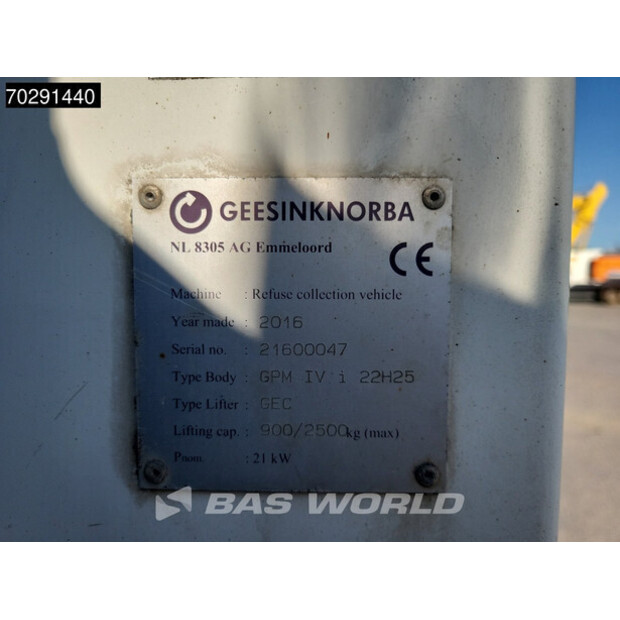 70291440
GEESINKNORBA
NL 8305 AG Emmeloord
CE
Machine : Refuse collection vehicle
Year made : 2016
Serial no. : 21600047
Type Body : GPM IV i 22H25
Type Lifter : GEC
Lifting cap. : 900/2500kg (max)
Pnom. : 21 kW
BAS WORLD